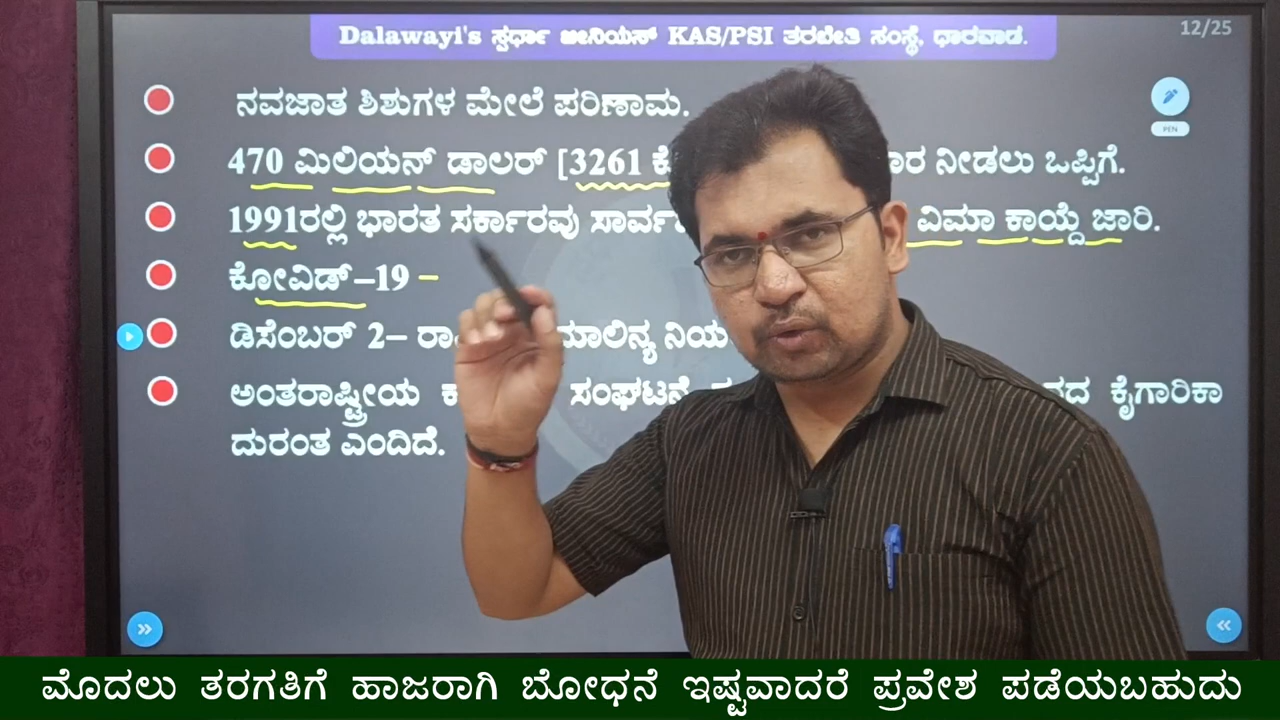 Dalawayi's ಸ್ಪರ್ಧಾ ಜೀನಿಯಸ್ KAS/PSI ತರಬೇತಿ ಸಂಸ್ಥೆ, ಧಾರವಾಡ.
12/25
ನವಜಾತ ಶಿಶುಗಳ ಮೇಲೆ ಪರಿಣಾಮ.
PEN
470 ಮಿಲಿಯನ್ ಡಾಲರ್ [3261 ನೀಡಲು ಒಪ್ಪಿಗೆ.
1991ರಲ್ಲಿ ಭಾರತ ಸರ್ಕಾರವು ವಿಮಾ ಕಾಯ್ದೆ ಜಾರಿ.
ಕೋವಿಡ್–19 –
ಡಿಸೆಂಬರ್ 2– ಮಾಲಿನ್ಯ
ಅಂತರಾಷ್ಟ್ರೀಯ ಸಂಘಟನೆ ಕೈಗಾರಿಕಾ
ದುರಂತ ಎಂದಿದೆ.
ಮೊದಲು ತರಗತಿಗೆ ಹಾಜರಾಗಿ ಬೋಧನೆ ಇಷ್ಟವಾದರೆ ಪ್ರವೇಶ ಪಡೆಯಬಹುದು